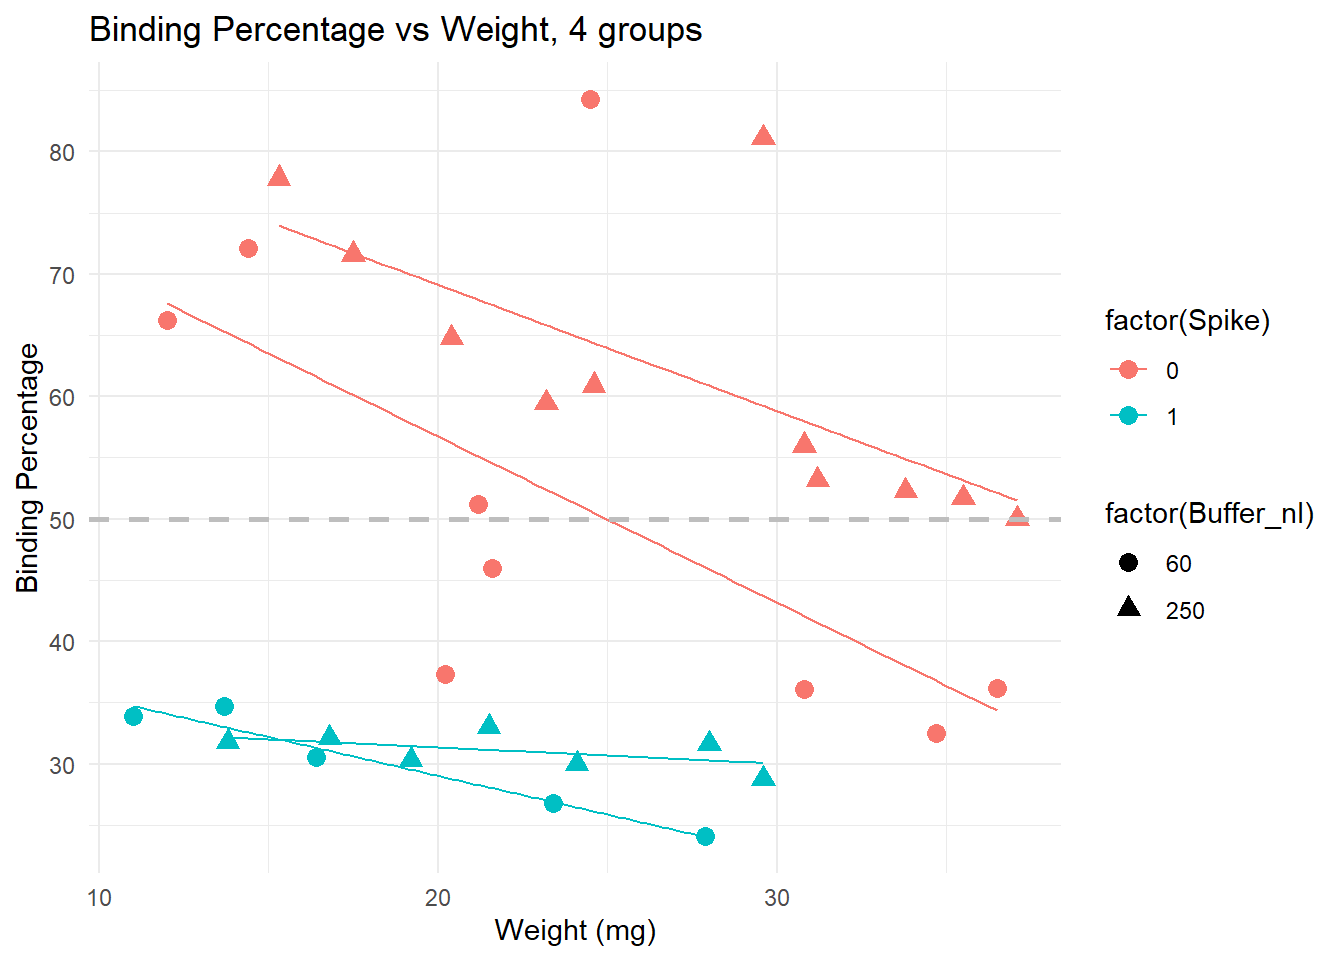 Binding Percentage vs Weight, 4 groups
Binding Percentage
80
70
60
50
40
30
10
20
30
Weight (mg)
factor(Spike)
0
1
factor(Buffer_nl)
60
250